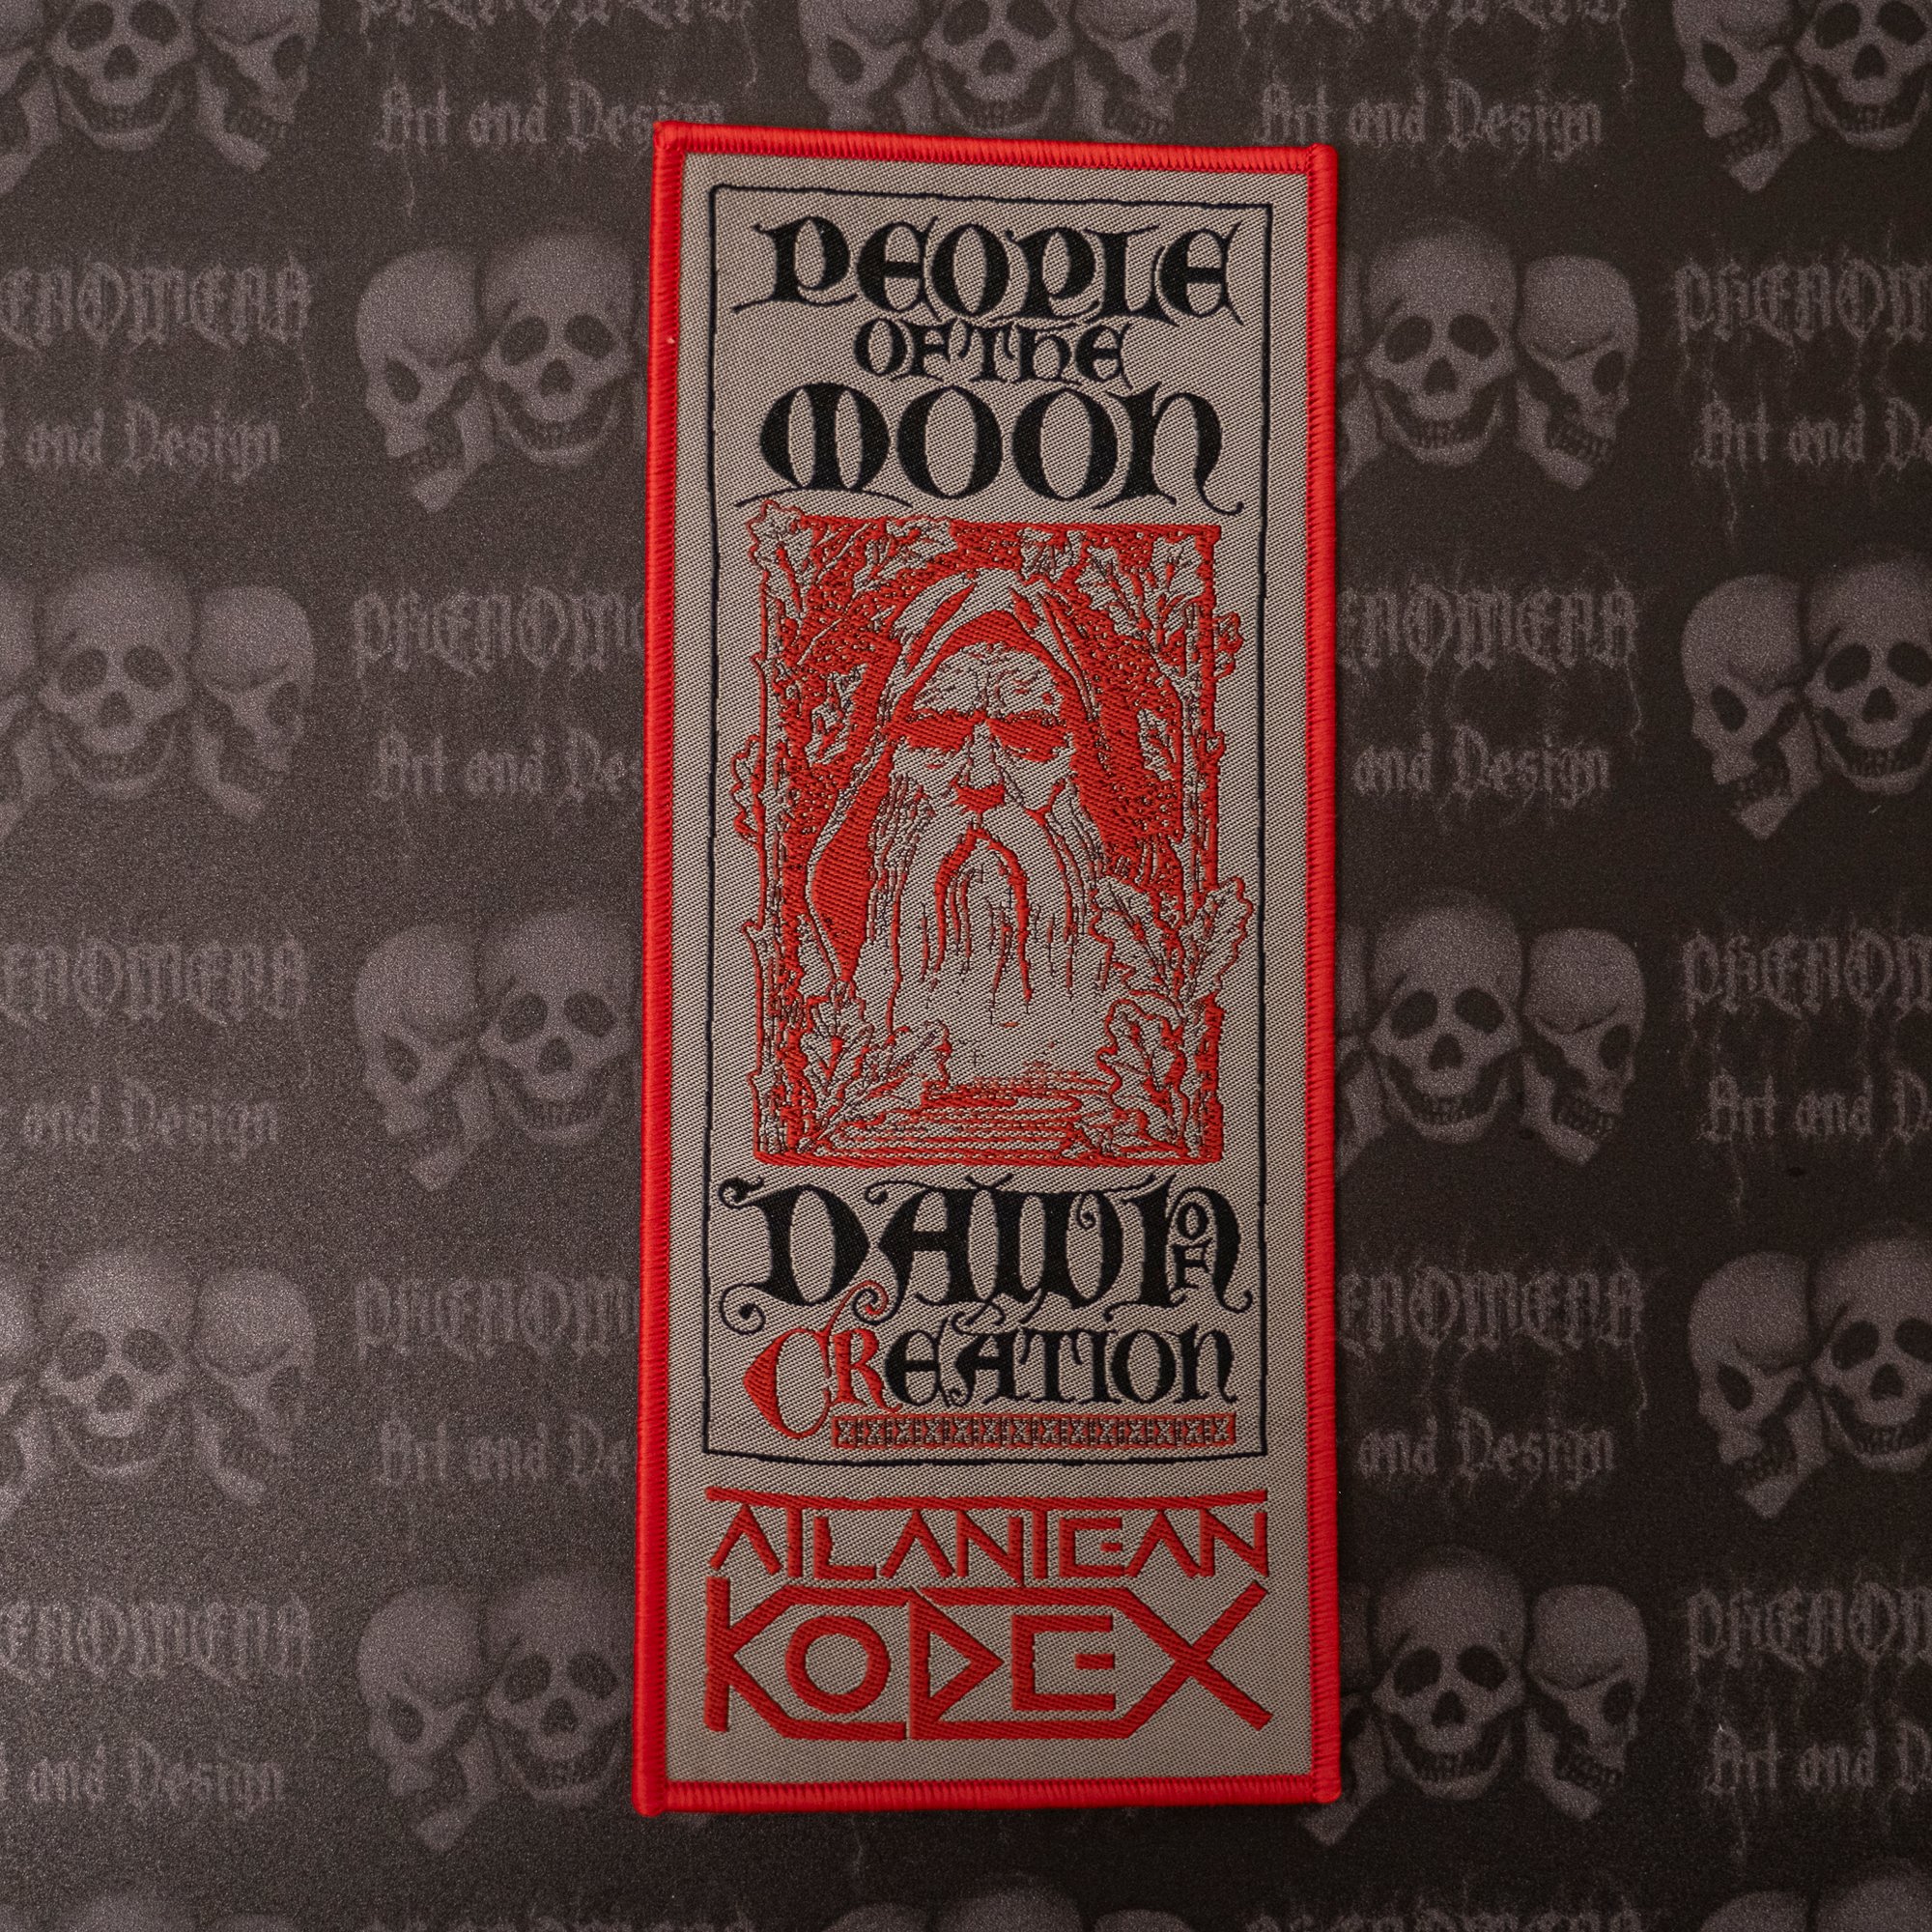 PEOPLE
OF THE
MOON
DAWN
OF
CREATION
ATLANTEAN
KODEX
PHENOMENA
Art and Design